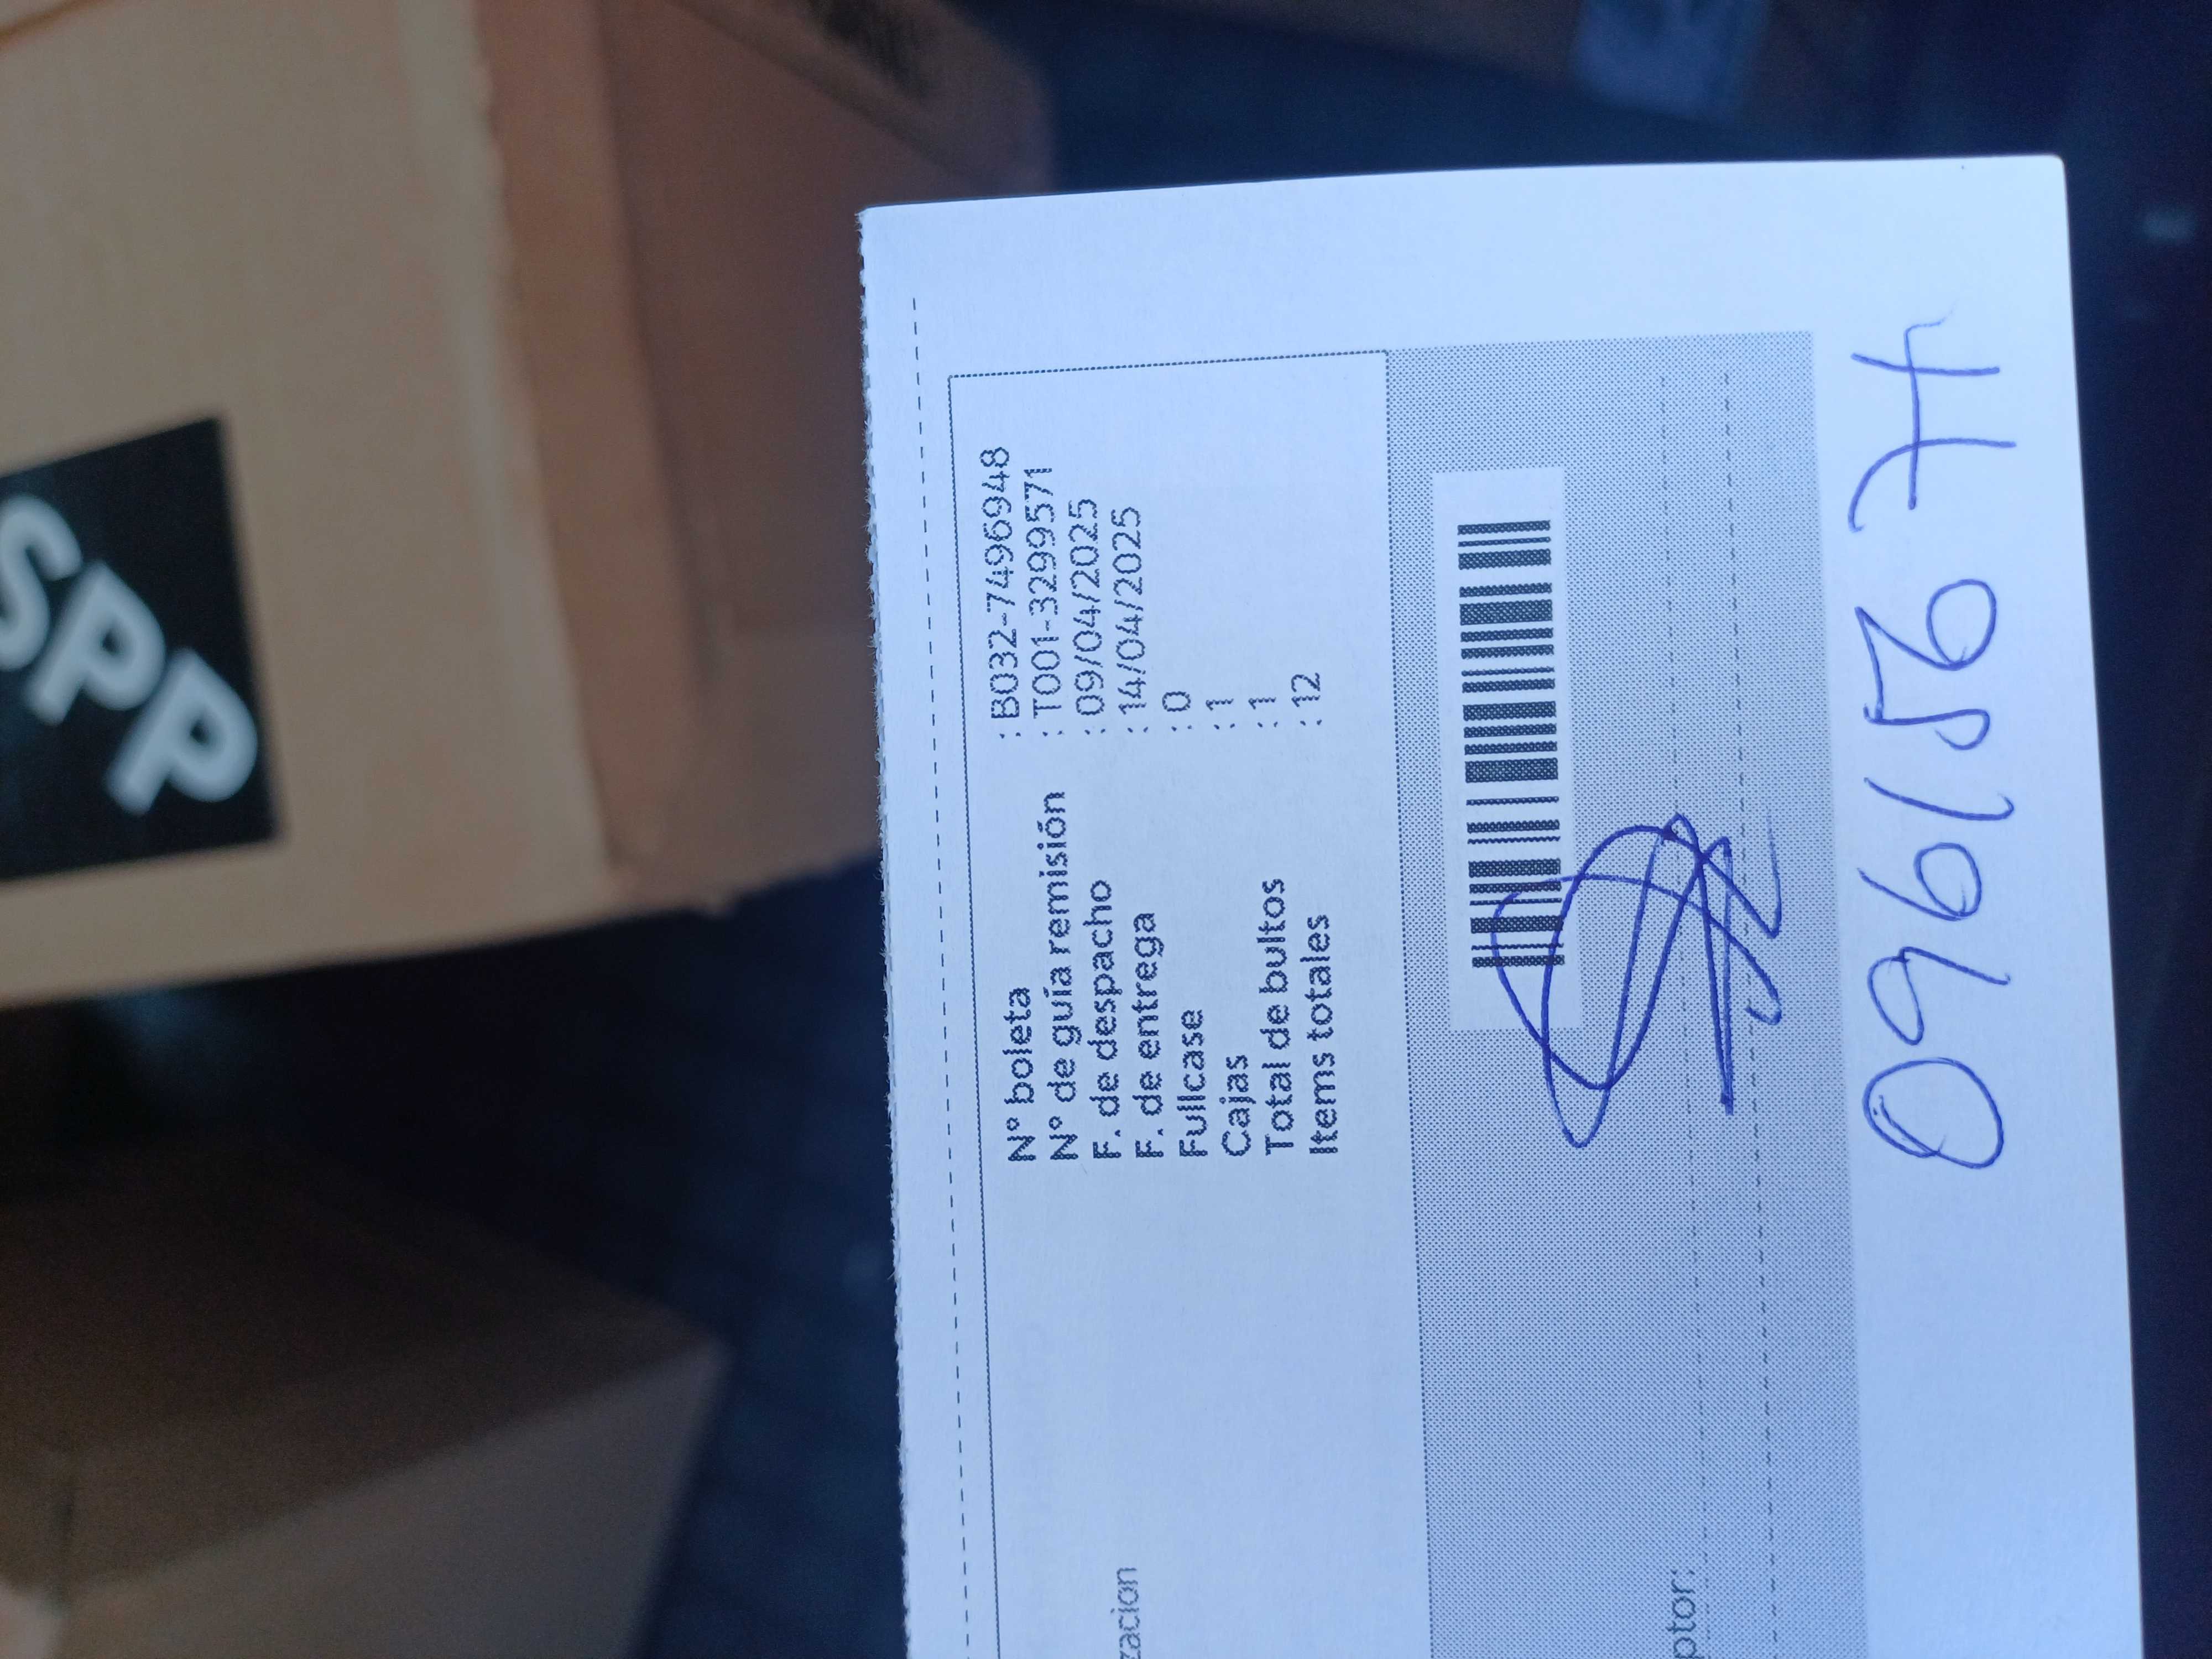 SPP
N° boleta : B032-7496948
N° de guía remisión : T001-3299571
F. de despacho : 09/04/2025
F. de entrega : 14/04/2025
Fullcase : 0
Cajas : 1
Total de bultos : 1
Items totales : 12
zacion
ptor: